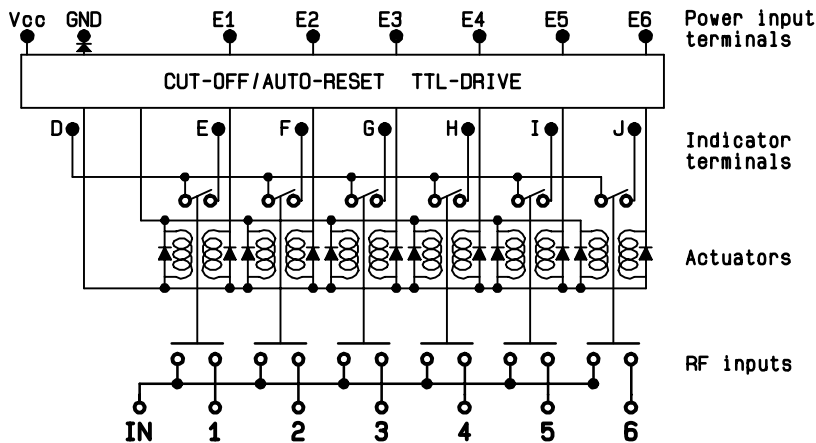 Vcc GND E1 E2 E3 E4 E5 E6 Power input
terminals
CUT-OFF/AUTO-RESET TTL-DRIVE
D E F G H I J Indicator
terminals
Actuators
RF inputs
IN 1 2 3 4 5 6